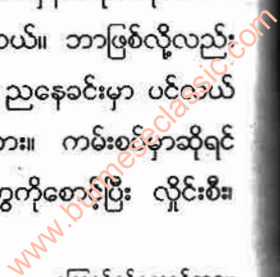 ယ်။ ဘာဖြစ်လို့လည်း
ညနေခင်းမှာ ပင်လယ်
ား။ ကမ်းစပ်မှာဆိုရင်
ွေကိုစောင့်ပြီး လှိုင်းစီး
www.burmeseclassic.com